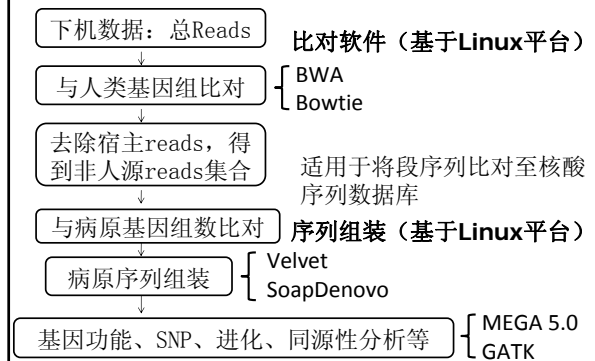 下机数据：总Reads
比对软件（基于Linux平台）
与人类基因组比对
BWA
Bowtie
去除宿主reads，得
到非人源reads集合
适用于将段序列比对至核酸
序列数据库
与病原基因组数比对
序列组装（基于Linux平台）
病原序列组装
Velvet
SoapDenovo
基因功能、SNP、进化、同源性分析等
MEGA 5.0
GATK